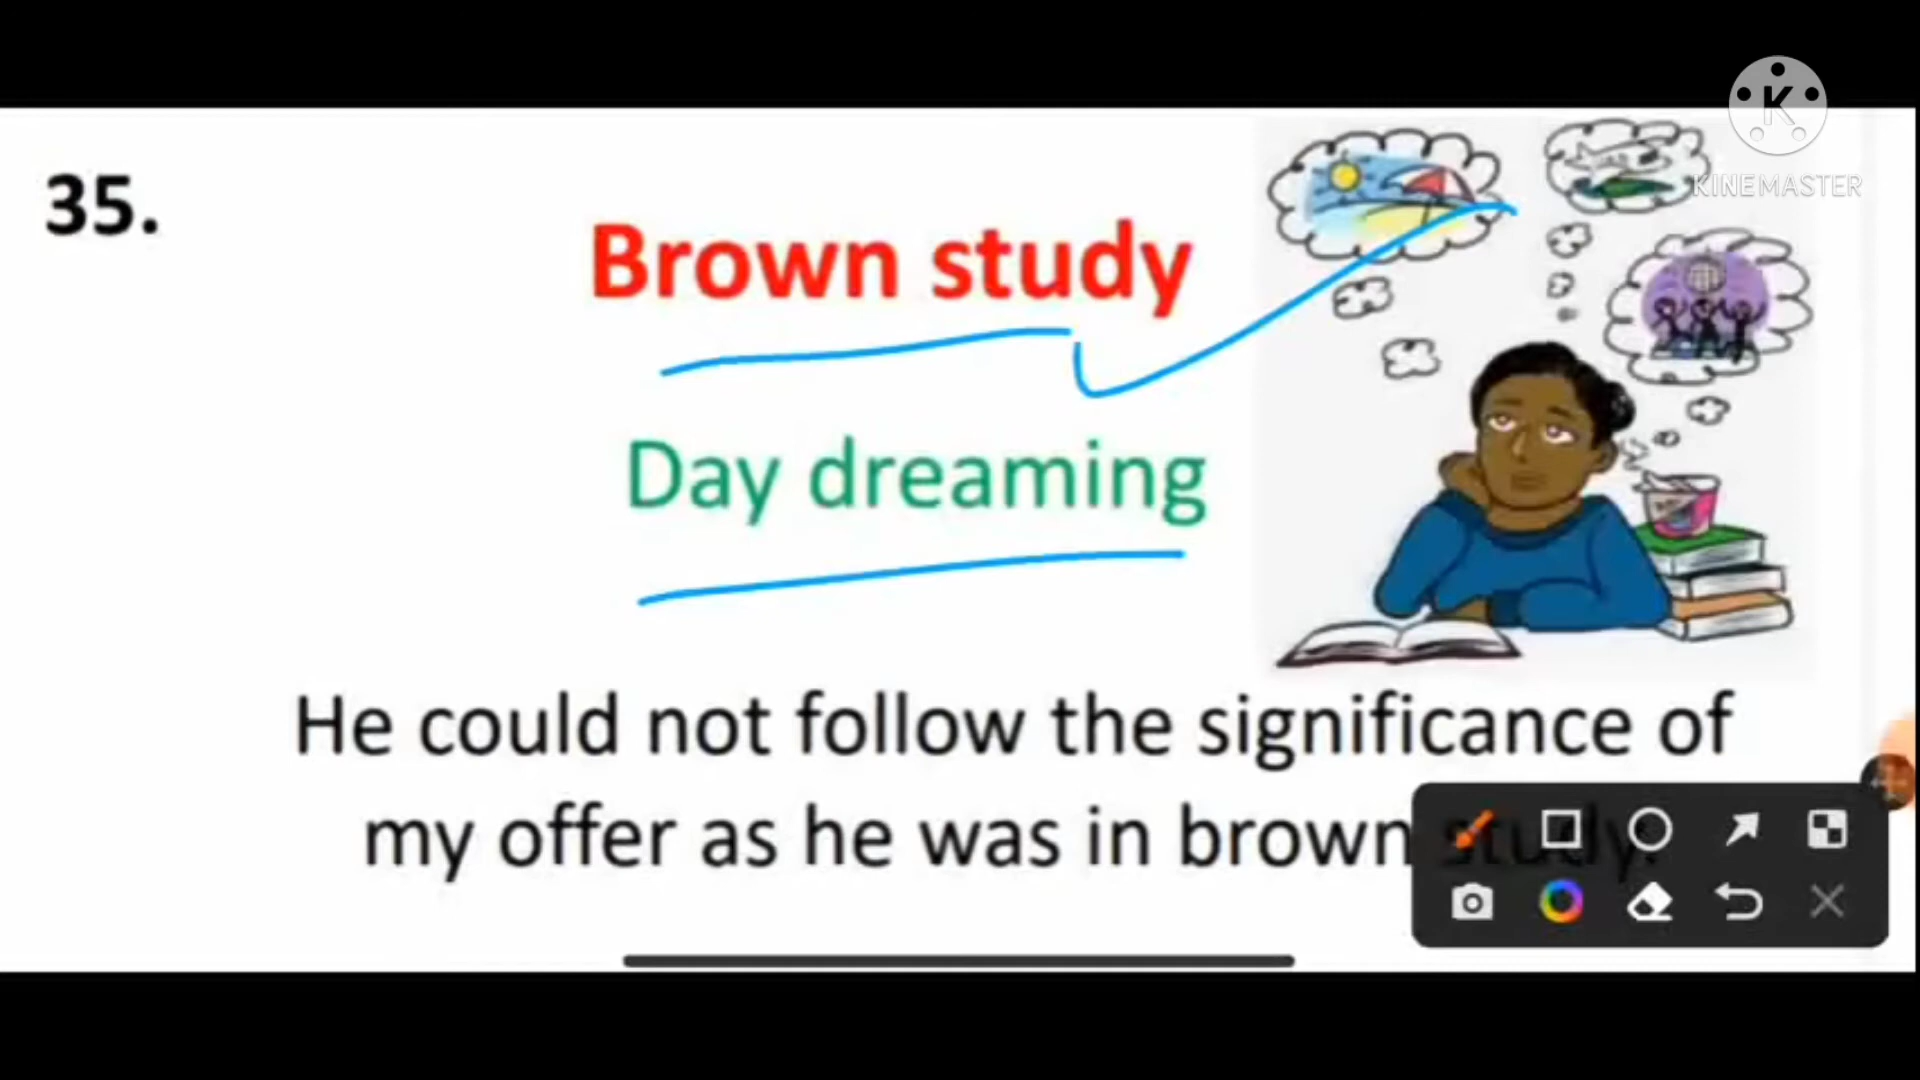 KINEMASTER
35.
Brown study
Day dreaming
He could not follow the significance of
my offer as he was in brown study.